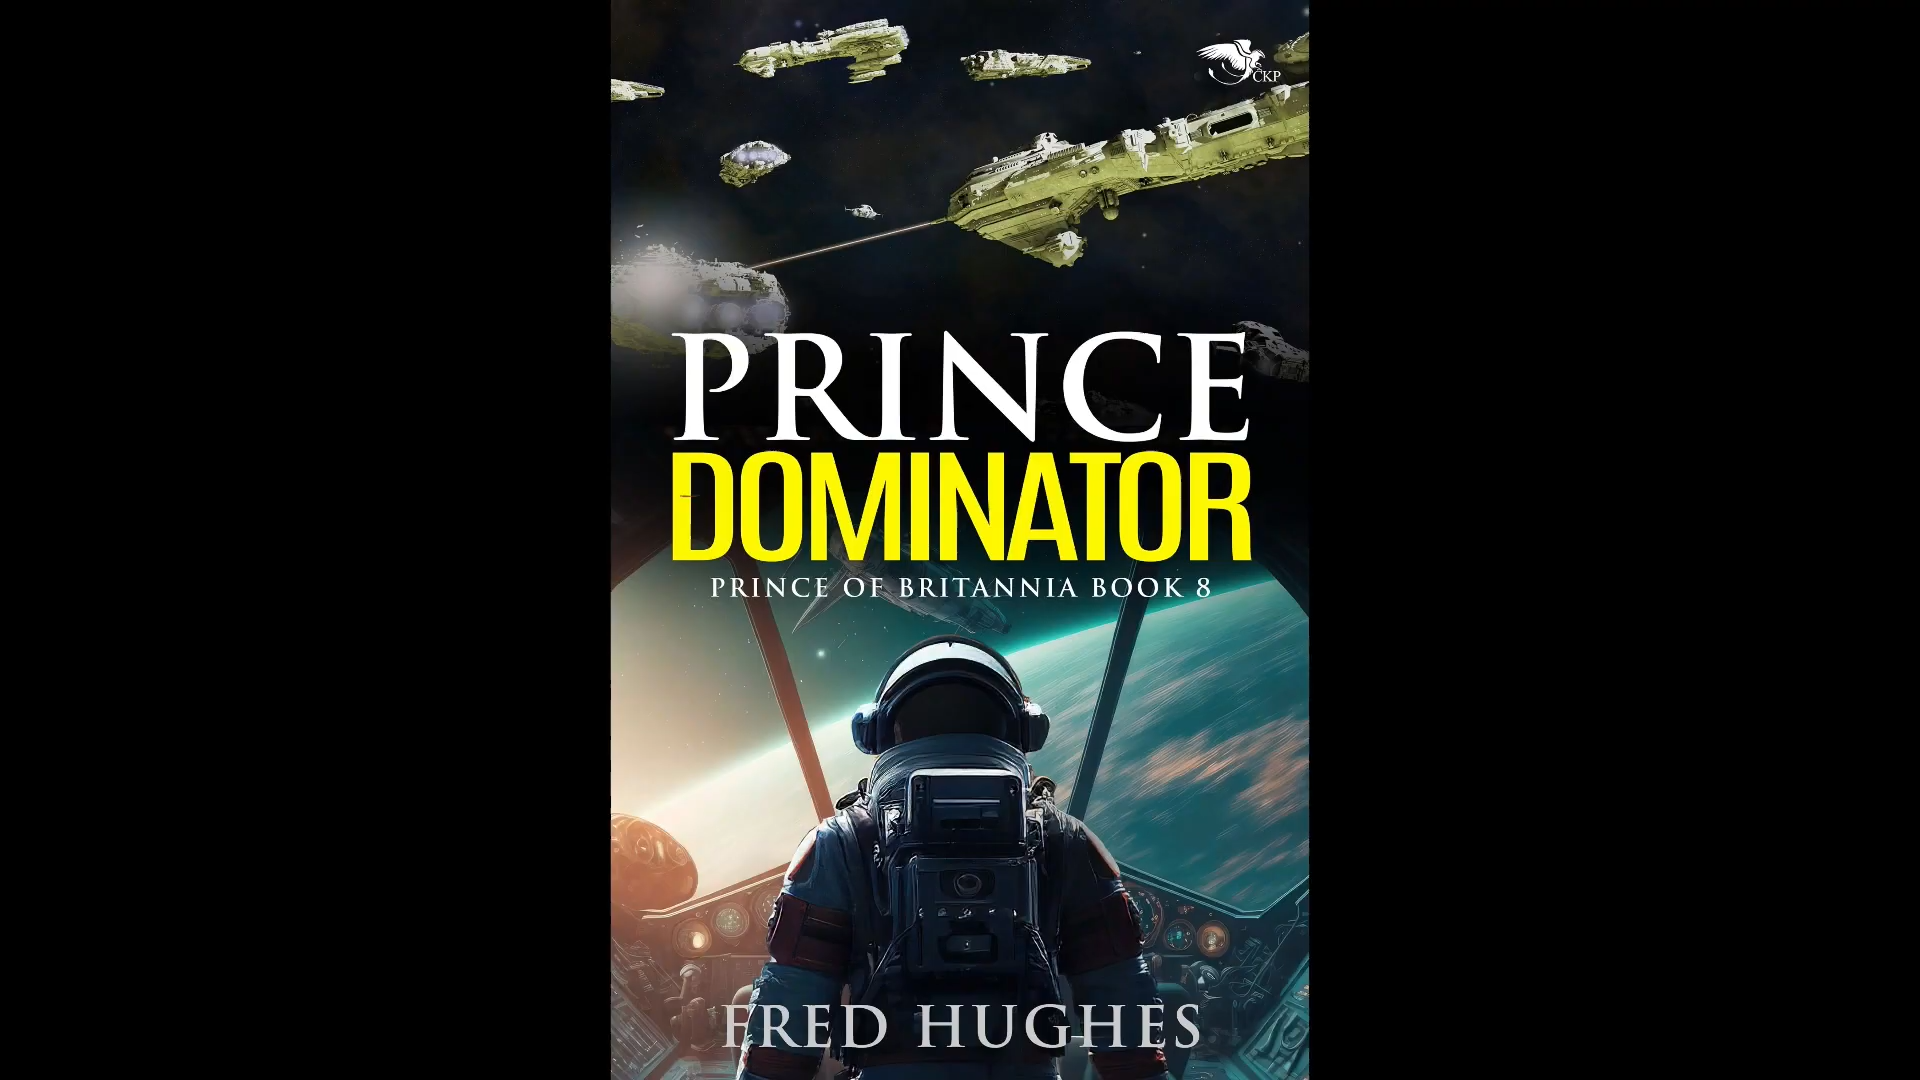 CKP
PRINCE
DOMINATOR
PRINCE OF BRITANNIA BOOK 8
FRED HUGHES